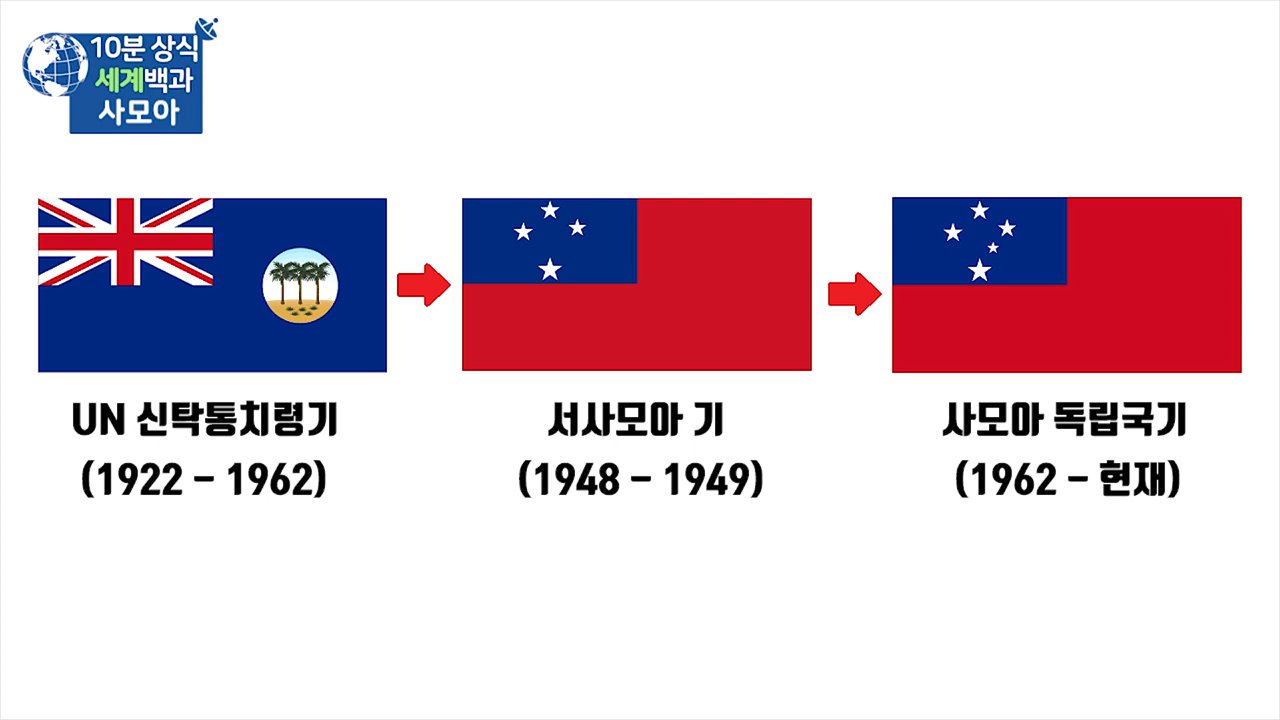 10분 상식
세계백과
사모아
UN 신탁통치령기
(1922 – 1962)
서사모아 기
(1948 – 1949)
사모아 독립국기
(1962 – 현재)